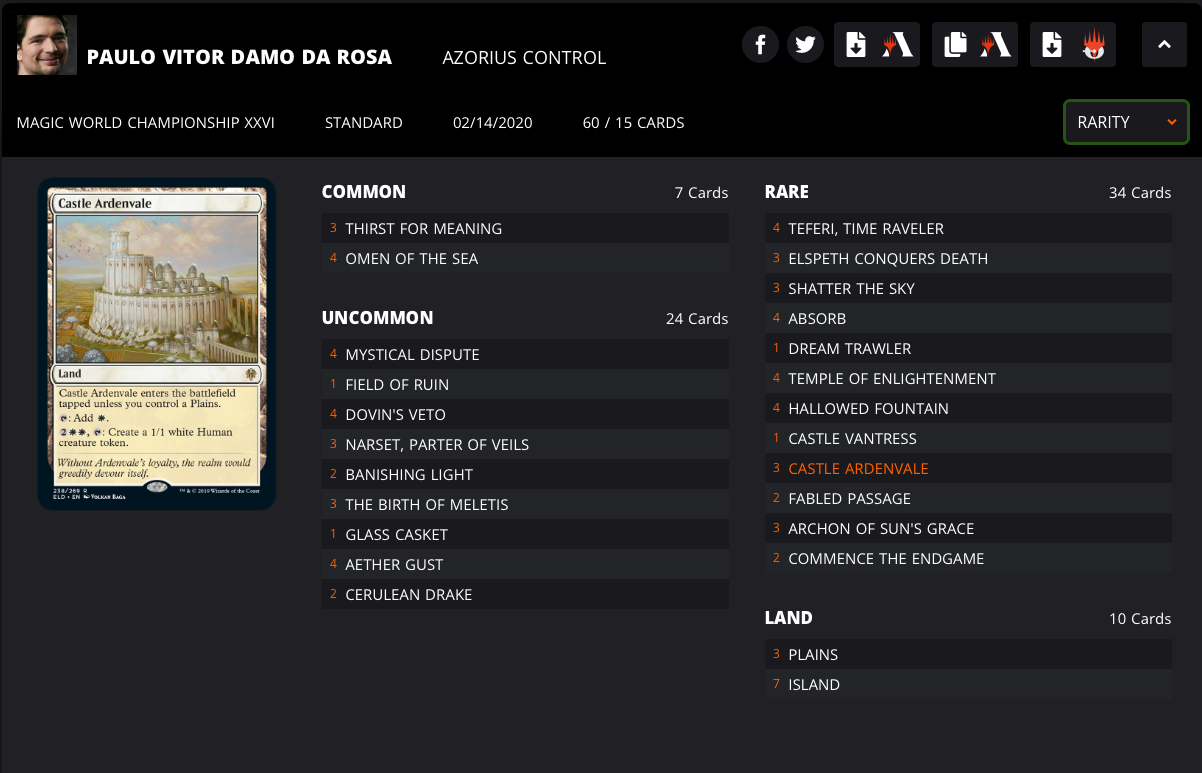 PAULO VITOR DAMO DA ROSA
AZORIUS CONTROL
MAGIC WORLD CHAMPIONSHIP XXVI
STANDARD
02/14/2020
60 / 15 CARDS
RARITY
Castle Ardenvale
Land
Castle Ardenvale enters the battlefield
tapped unless you control a Plains.
: Add .
2, : Create a 1/1 white Human
creature token.
Without Ardenvale's loyalty, the realm would
greedily devour itself.
238/269 R
ELD • EN VOLKAN BAGA
™ & © 2019 Wizards of the Coast
COMMON 7 Cards
3 THIRST FOR MEANING
4 OMEN OF THE SEA
UNCOMMON 24 Cards
4 MYSTICAL DISPUTE
1 FIELD OF RUIN
4 DOVIN'S VETO
3 NARSET, PARTER OF VEILS
2 BANISHING LIGHT
3 THE BIRTH OF MELETIS
1 GLASS CASKET
4 AETHER GUST
2 CERULEAN DRAKE
RARE 34 Cards
4 TEFERI, TIME RAVELER
3 ELSPETH CONQUERS DEATH
3 SHATTER THE SKY
4 ABSORB
1 DREAM TRAWLER
4 TEMPLE OF ENLIGHTENMENT
4 HALLOWED FOUNTAIN
1 CASTLE VANTRESS
3 CASTLE ARDENVALE
2 FABLED PASSAGE
3 ARCHON OF SUN'S GRACE
2 COMMENCE THE ENDGAME
LAND 10 Cards
3 PLAINS
7 ISLAND